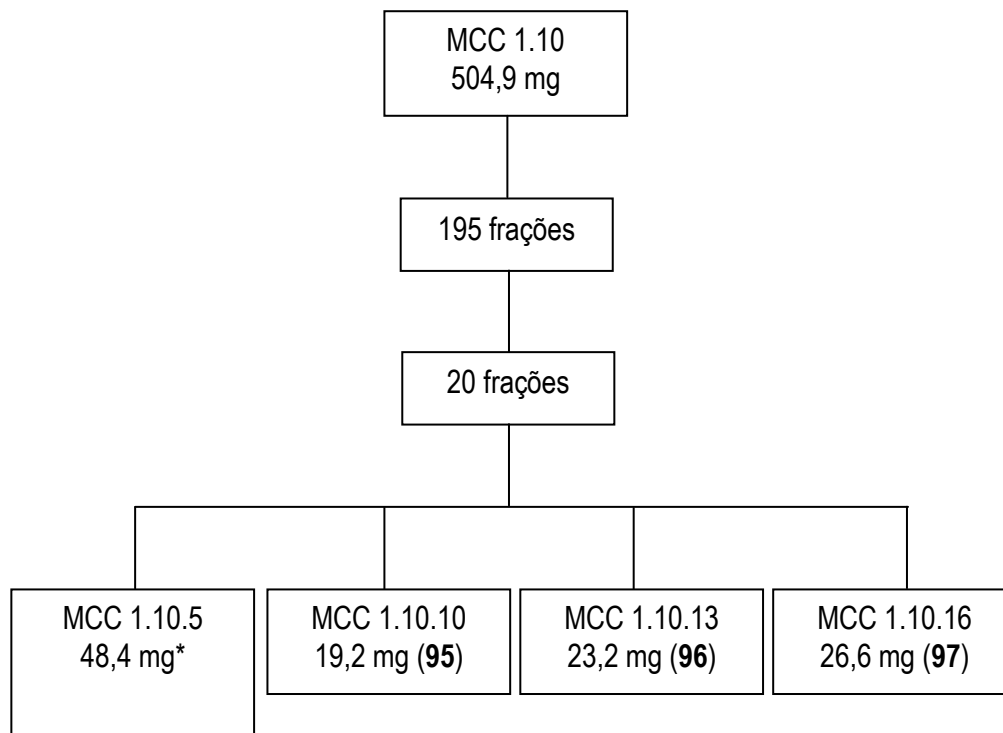 MCC 1.10
504,9 mg
195 frações
20 frações
MCC 1.10.5
48,4 mg*
MCC 1.10.10
19,2 mg (95)
MCC 1.10.13
23,2 mg (96)
MCC 1.10.16
26,6 mg (97)